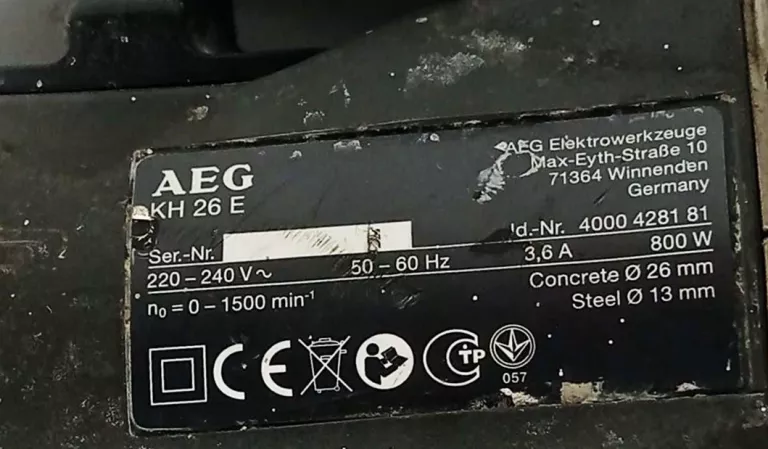 AEG
KH 26 E
AEG Elektrowerkzeuge
Max-Eyth-Straße 10
71364 Winnenden
Germany
Ser.-Nr.
Id.-Nr. 4000 4281 81
220 – 240 V ~ 50 – 60 Hz 3,6 A 800 W
n₀ = 0 – 1500 min⁻¹
Concrete Ø 26 mm
Steel Ø 13 mm
CE
TP
057